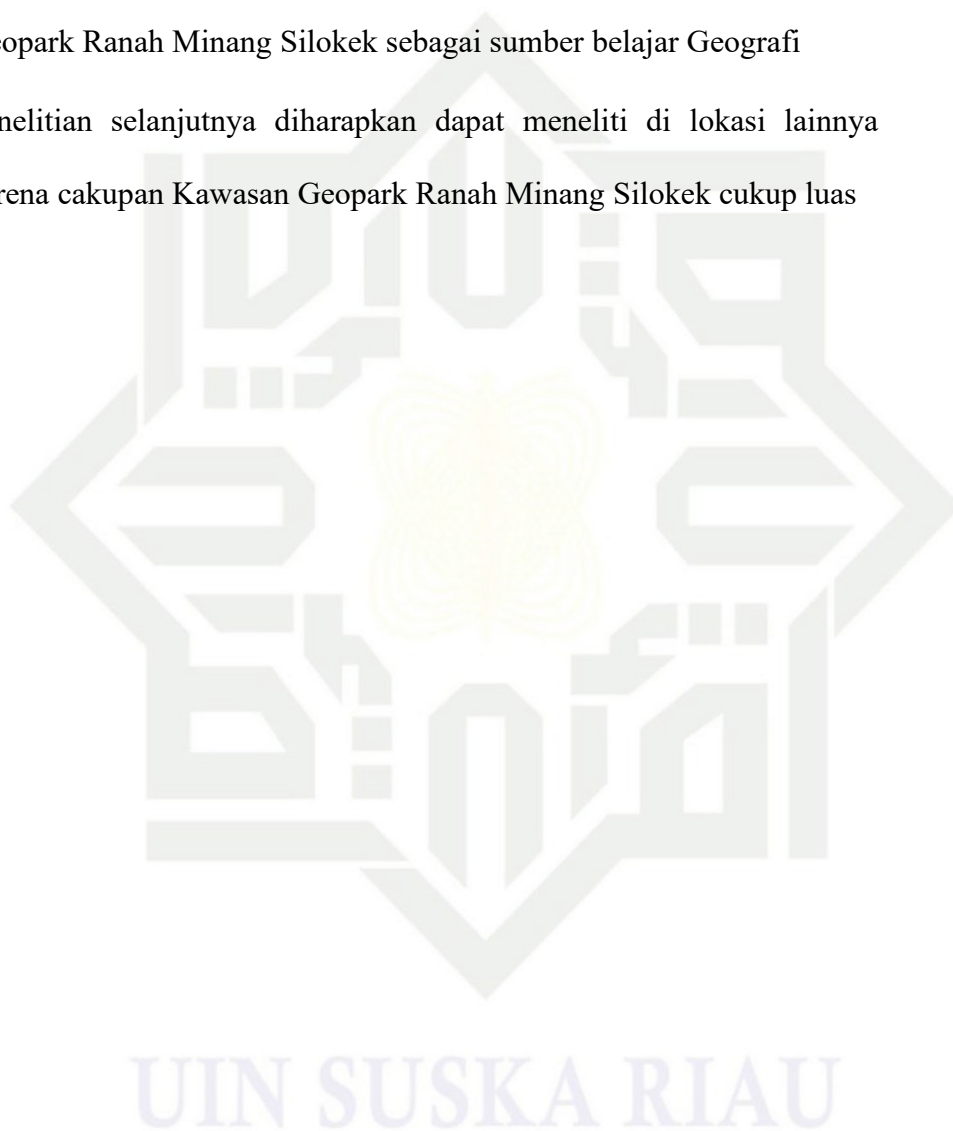 eopark Ranah Minang Silokek sebagai sumber belajar Geografi
nelitian selanjutnya diharapkan dapat meneliti di lokasi lainnya
rena cakupan Kawasan Geopark Ranah Minang Silokek cukup luas
UIN SUSKA RIAU